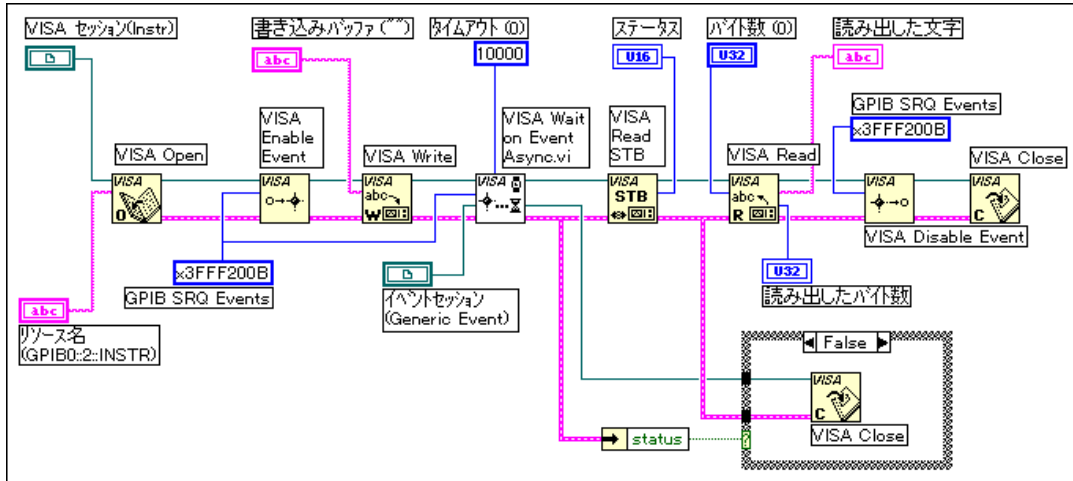 VISA セッション(Instr)
書き込みバッファ (″″)
タイムアウト (0)
ステータス
バイト数 (0)
読み出した文字
10000
abc
U16
U32
abc
VISA
Enable
Event
VISA Wait
on Event
Async.vi
VISA
Read
STB
GPIB SRQ Events
x3FFF200B
VISA Open
VISA Write
VISA Read
VISA Close
VISA
O
VISA
VISA
abc
W
VISA
VISA
STB
VISA
abc
R
VISA
VISA
C
VISA Disable Event
x3FFF200B
GPIB SRQ Events
U32
読み出したバイト数
abc
リソース名
(GPIB0::2::INSTR)
イベントセッション
(Generic Event)
False
VISA
C
VISA Close
status
?